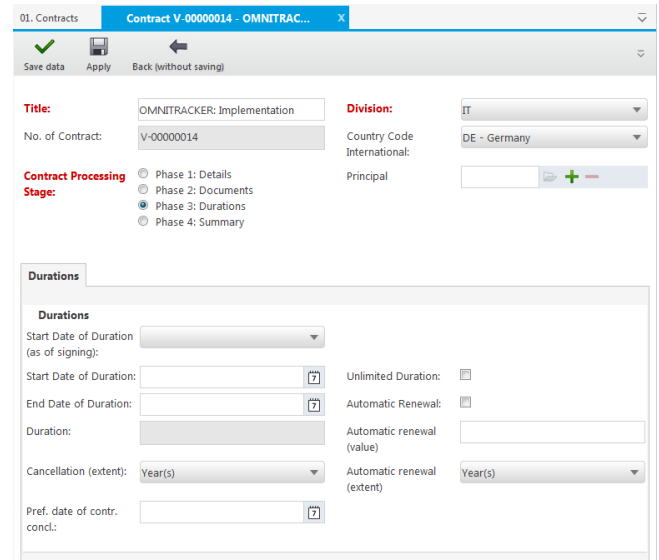 01. Contracts
Contract V-00000014 - OMNITRAC...
X
Save data
Apply
Back (without saving)
Title:
OMNITRACKER: Implementation
Division:
IT
No. of Contract:
V-00000014
Country Code
International:
DE - Germany
Contract Processing
Stage:
Phase 1: Details
Phase 2: Documents
Phase 3: Durations
Phase 4: Summary
Principal
Durations
Durations
Start Date of Duration
(as of signing):
Start Date of Duration:
7
Unlimited Duration:
End Date of Duration:
7
Automatic Renewal:
Duration:
Automatic renewal
(value)
Cancellation (extent):
Year(s)
Automatic renewal
(extent)
Year(s)
Pref. date of contr.
concl.:
7